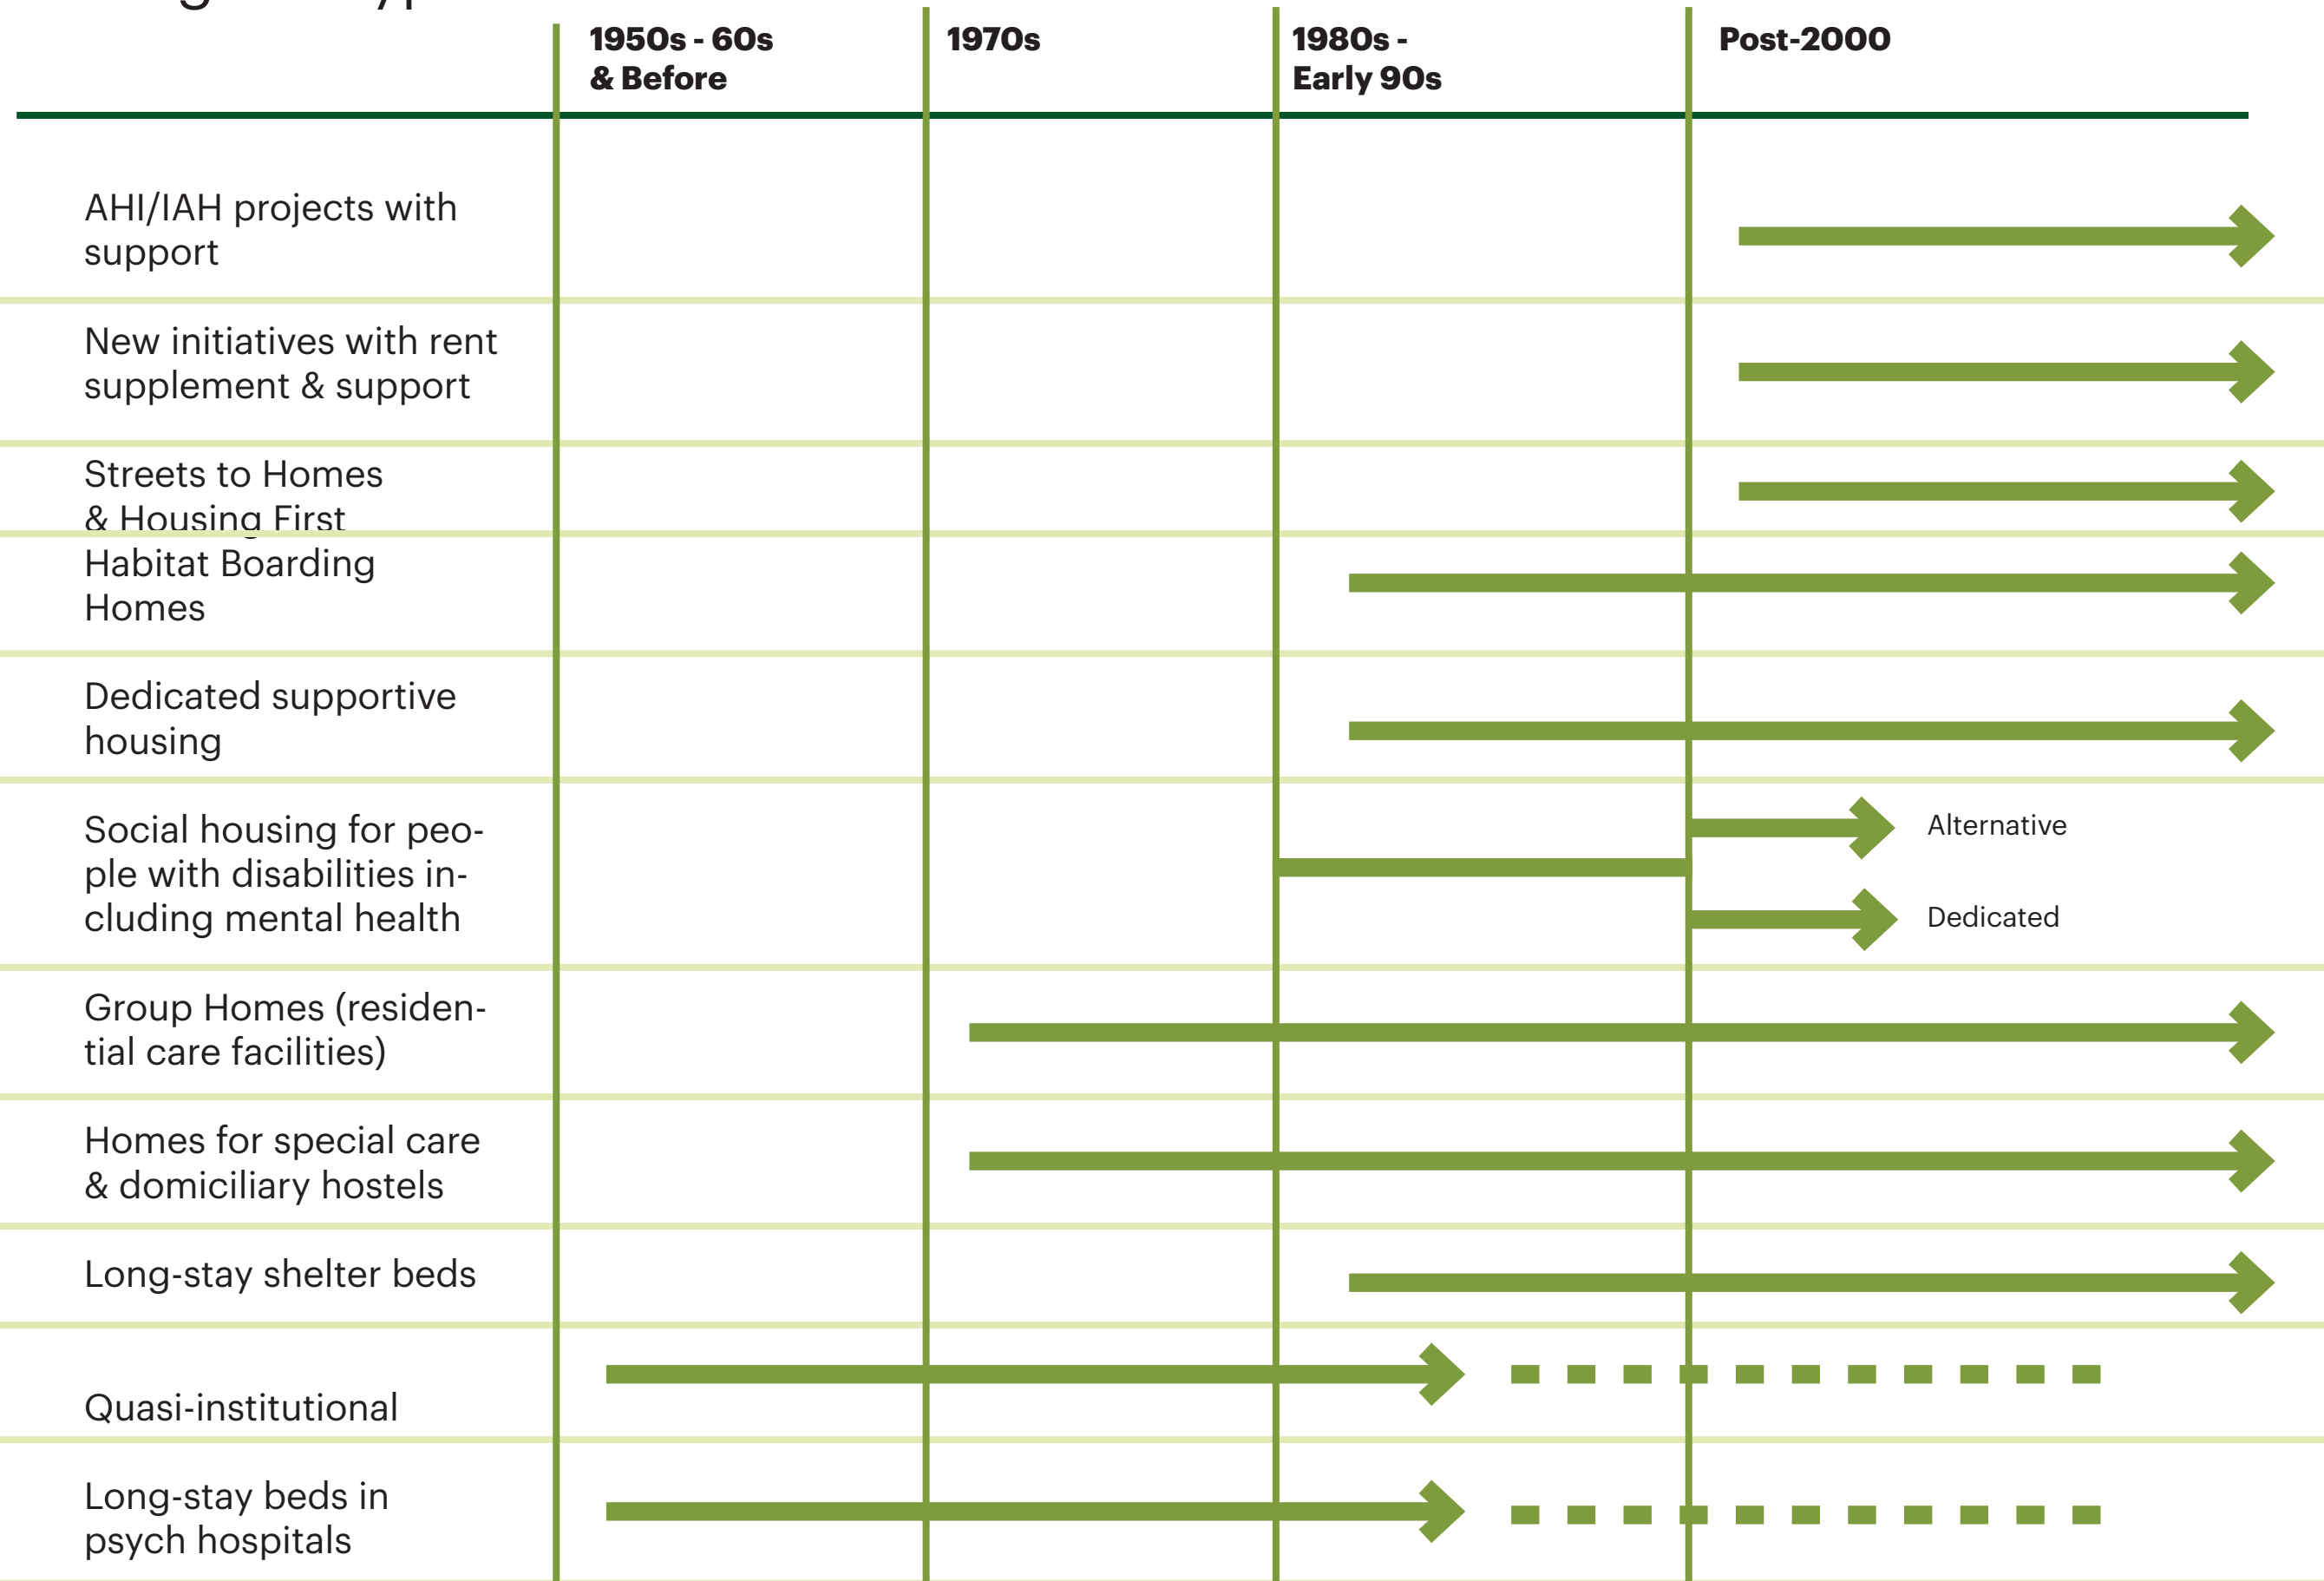 1950s - 60s
& Before
1970s
1980s -
Early 90s
Post-2000
AHI/IAH projects with
support
New initiatives with rent
supplement & support
Streets to Homes
& Housing First
Habitat Boarding
Homes
Dedicated supportive
housing
Social housing for peo-
ple with disabilities in-
cluding mental health
Alternative
Dedicated
Group Homes (residen-
tial care facilities)
Homes for special care
& domiciliary hostels
Long-stay shelter beds
Quasi-institutional
Long-stay beds in
psych hospitals